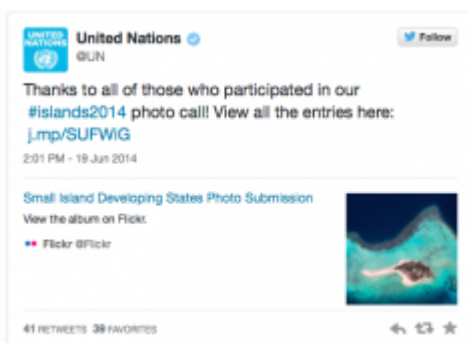 UNITED
NATIONS
United Nations
@UN
Follow
Thanks to all of those who participated in our
#islands2014 photo call! View all the entries here:
j.mp/SUFWiG
2:01 PM - 19 Jun 2014
Small Island Developing States Photo Submission
View the album on Flickr.
Flickr @Flickr
41 RETWEETS 39 FAVORITES